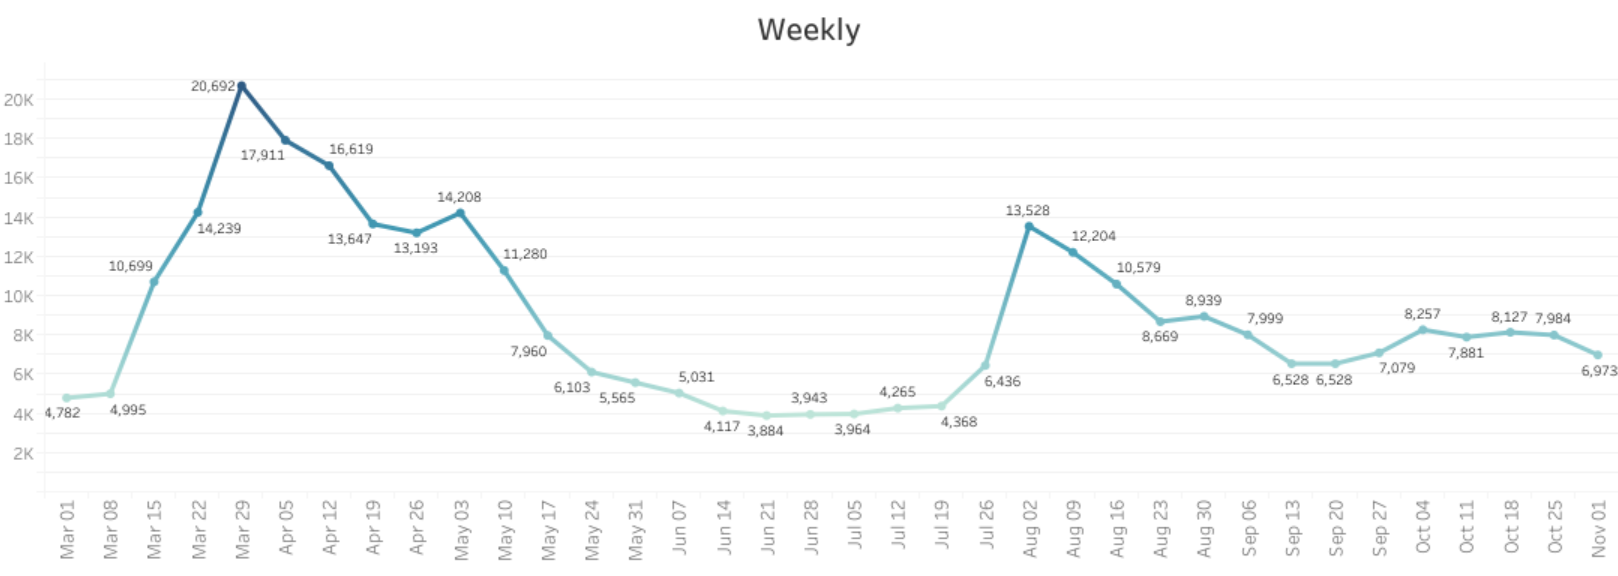 Weekly
20K
18K
16K
14K
12K
10K
8K
6K
4K
2K
4,782
4,995
10,699
14,239
20,692
17,911
16,619
13,647
13,193
14,208
11,280
7,960
6,103
5,565
5,031
4,117
3,884
3,943
3,964
4,265
4,368
6,436
13,528
12,204
10,579
8,669
8,939
7,999
6,528
6,528
7,079
8,257
7,881
8,127
7,984
6,973
Mar 01
Mar 08
Mar 15
Mar 22
Mar 29
Apr 05
Apr 12
Apr 19
Apr 26
May 03
May 10
May 17
May 24
May 31
Jun 07
Jun 14
Jun 21
Jun 28
Jul 05
Jul 12
Jul 19
Jul 26
Aug 02
Aug 09
Aug 16
Aug 23
Aug 30
Sep 06
Sep 13
Sep 20
Sep 27
Oct 04
Oct 11
Oct 18
Oct 25
Nov 01